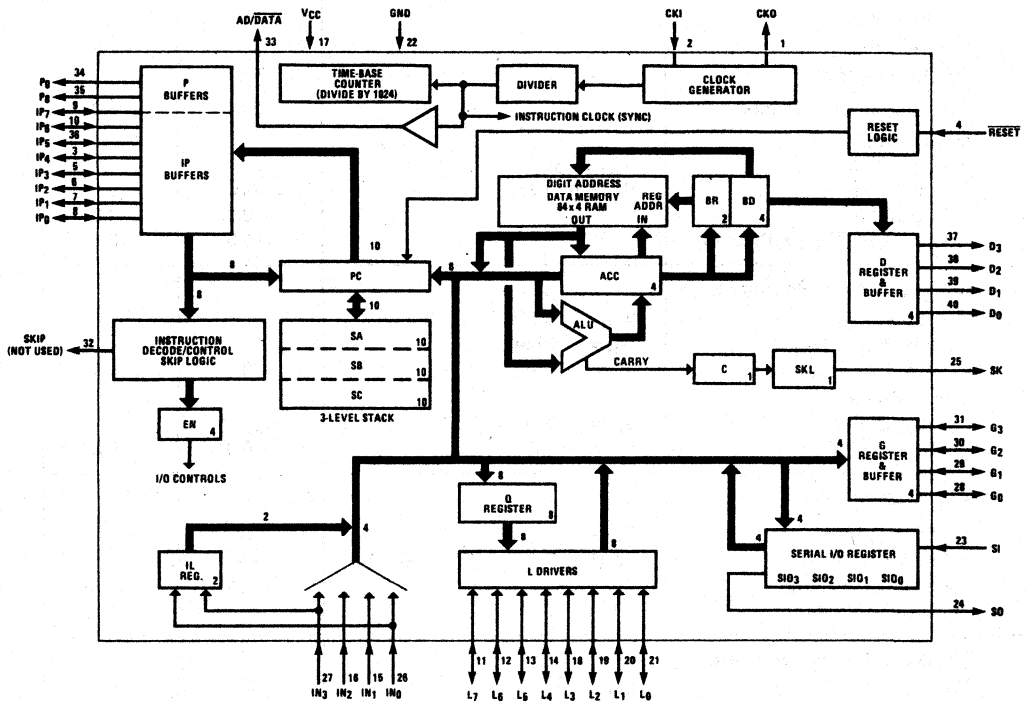 AD/DATA
VCC
GND
CKI
CKO
33
17
22
2
1
TIME-BASE
COUNTER
(DIVIDE BY 1024)
DIVIDER
CLOCK
GENERATOR
INSTRUCTION CLOCK (SYNC)
RESET
LOGIC
4
RESET
P9
34
P8
35
IP7
9
IP6
10
IP5
36
IP4
3
IP3
5
IP2
6
IP1
7
IP0
8
P
BUFFERS
IP
BUFFERS
DIGIT ADDRESS
DATA MEMORY
64 x 4 RAM
REG
ADDR
OUT
IN
BR
2
BD
4
D
REGISTER
&
BUFFER
4
37
D3
38
D2
39
D1
40
D0
10
8
PC
8
ACC
4
8
10
ALU
INSTRUCTION
DECODE/CONTROL
SKIP LOGIC
SKIP
(NOT USED)
32
SA
10
SB
10
SC
10
3-LEVEL STACK
CARRY
C
1
SKL
1
25
SK
EN
4
I/O CONTROLS
G
REGISTER
&
BUFFER
4
4
31
G3
30
G2
29
G1
28
G0
2
4
8
Q
REGISTER
8
8
8
L DRIVERS
4
4
SERIAL I/O REGISTER
SIO3 SIO2 SIO1 SIO0
23
SI
24
SO
IL
REG.
2
27
16
15
26
11
12
13
14
18
19
20
21
IN3 IN2 IN1 IN0
L7 L6 L5 L4 L3 L2 L1 L0